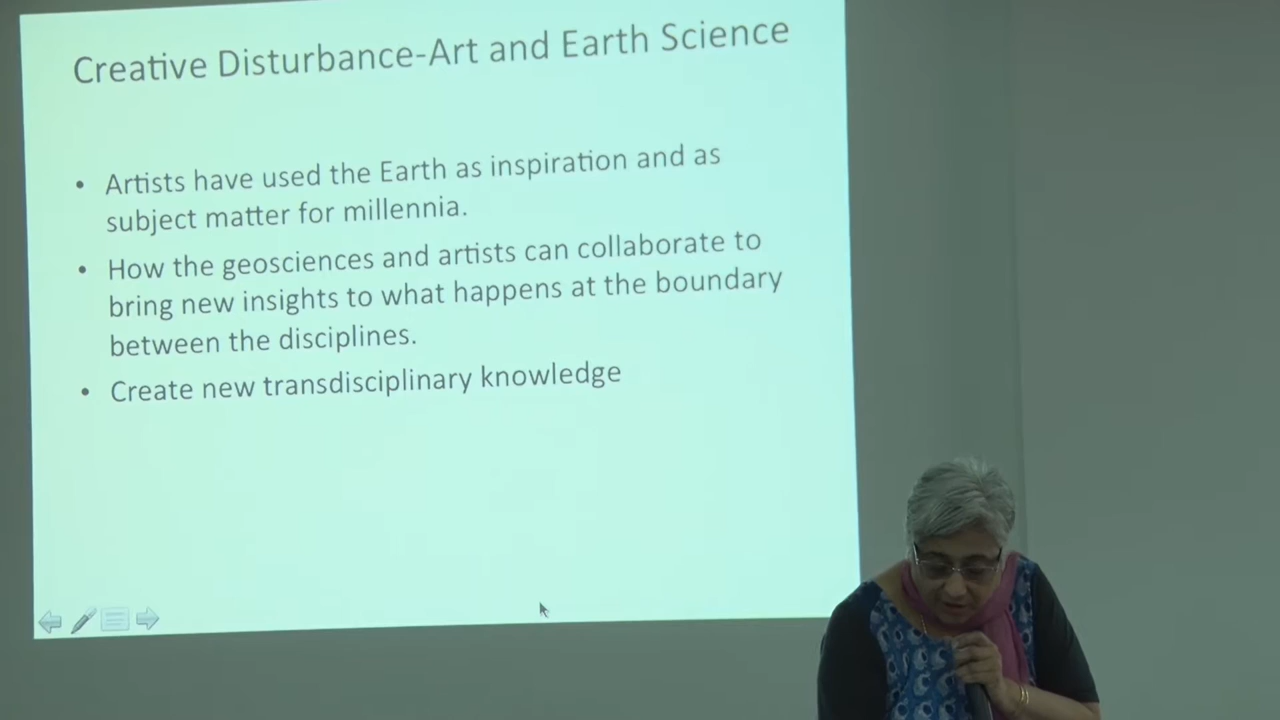 Creative Disturbance-Art and Earth Science
• Artists have used the Earth as inspiration and as
subject matter for millennia.
• How the geosciences and artists can collaborate to
bring new insights to what happens at the boundary
between the disciplines.
• Create new transdisciplinary knowledge